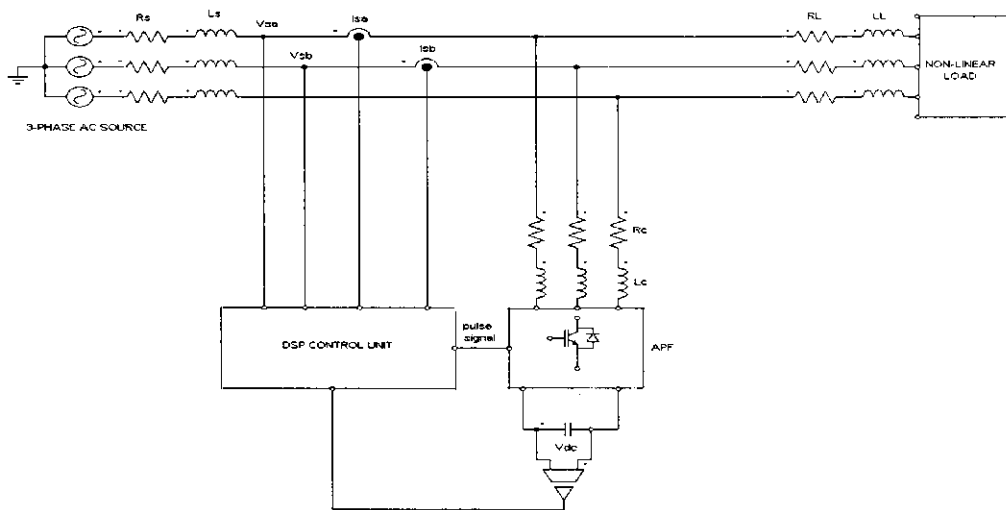 Rs
Ls
Vsa
Isa
RL
LL
Vsb
Isb
NON-LINEAR
LOAD
3-PHASE AC SOURCE
Rc
Lc
pulse
signal
DSP CONTROL UNIT
APF
Vdc